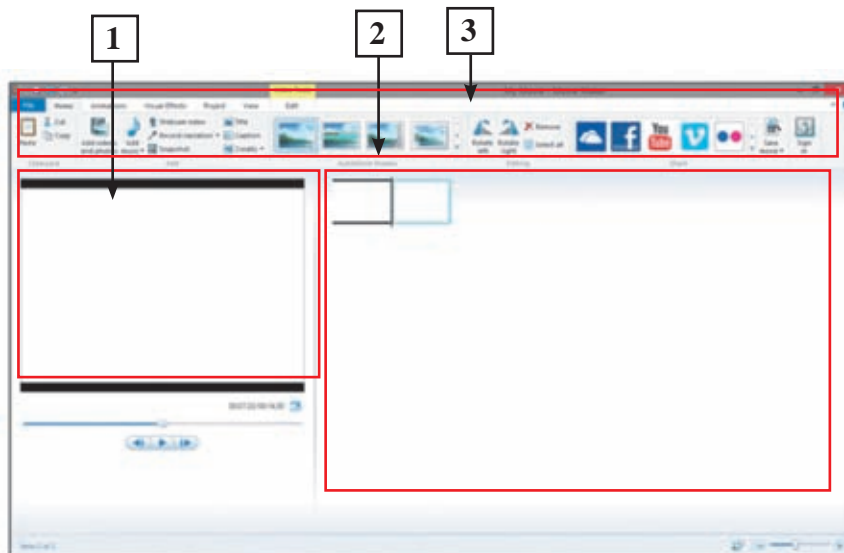 1 2 3
File Home Animations Visual Effects Project View Edit
Cut Webcam video Title You
Copy Record narration Caption Tube
Paste Add videos Add Snapshot Credits Rotate Rotate Remove Save Sign
and photos music left right Select all movie in
Clipboard Add AutoMovie themes Editing Share